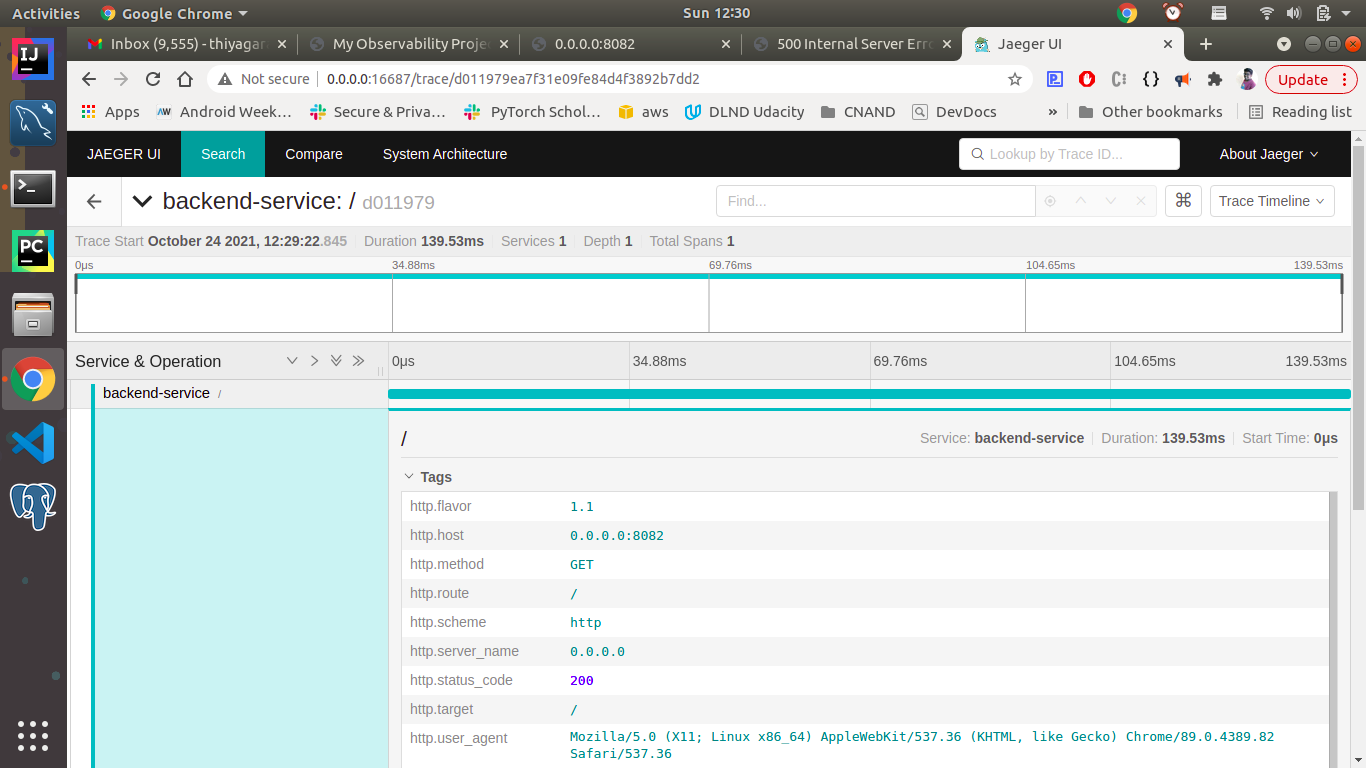 Activities Google Chrome Sun 12:30
Inbox (9,555) - thiyagar My Observability Proje 0.0.0.0:8082 500 Internal Server Erro Jaeger UI
Not secure 0.0.0.0:16687/trace/d011979ea7f31e09fe84d4f3892b7dd2 Update
Apps Android Week... Secure & Priva... PyTorch Schol... aws DLND Udacity CNAND DevDocs » Other bookmarks Reading list
JAEGER UI Search Compare System Architecture Lookup by Trace ID... About Jaeger
backend-service: / d011979 Find... ⌘ Trace Timeline
Trace Start October 24 2021, 12:29:22.845 Duration 139.53ms Services 1 Depth 1 Total Spans 1
0μs 34.88ms 69.76ms 104.65ms 139.53ms
Service & Operation 0μs 34.88ms 69.76ms 104.65ms 139.53ms
backend-service /
/ Service: backend-service Duration: 139.53ms Start Time: 0μs
Tags
http.flavor 1.1
http.host 0.0.0.0:8082
http.method GET
http.route /
http.scheme http
http.server_name 0.0.0.0
http.status_code 200
http.target /
http.user_agent Mozilla/5.0 (X11; Linux x86_64) AppleWebKit/537.36 (KHTML, like Gecko) Chrome/89.0.4389.82
Safari/537.36
IJ
PC